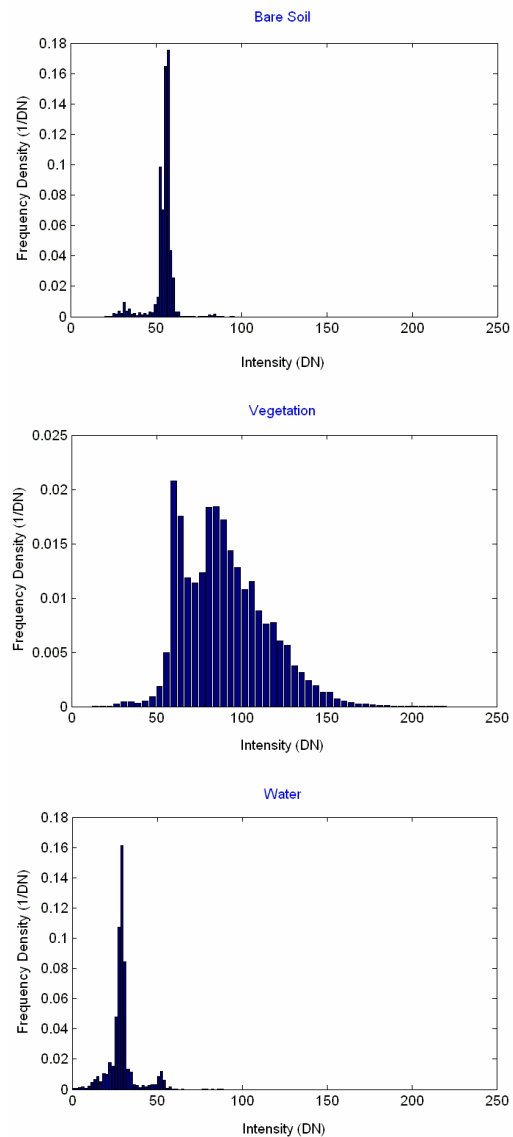 Bare Soil
0.18
0.16
0.14
0.12
0.1
0.08
0.06
0.04
0.02
0
Frequency Density (1/DN)
0 50 100 150 200 250
Intensity (DN)
Vegetation
0.025
0.02
0.015
0.01
0.005
0
Frequency Density (1/DN)
0 50 100 150 200 250
Intensity (DN)
Water
0.18
0.16
0.14
0.12
0.1
0.08
0.06
0.04
0.02
0
Frequency Density (1/DN)
0 50 100 150 200 250
Intensity (DN)